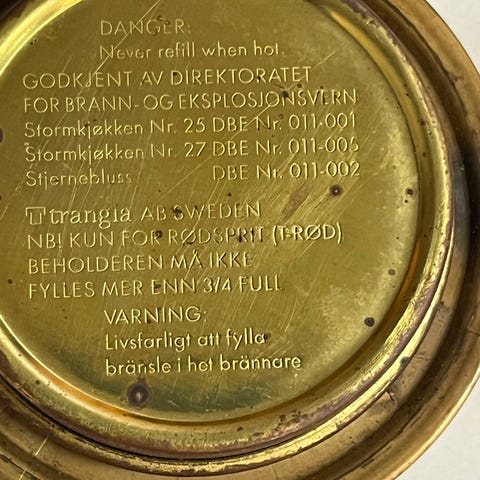 DANGER:
Never refill when hot.
GODKJENT AV DIREKTORATET
FOR BRANN- OG EKSPLOSJONSVERN
Stormkjøkken Nr. 25 DBE Nr. 011-001
Stormkjøkken Nr. 27 DBE Nr. 011-005
Stjernebluss DBE Nr. 011-002
T trangia AB SWEDEN
NB! KUN FOR RØDSPRIT (T-RØD)
BEHOLDEREN MÅ IKKE
FYLLES MER ENN 3/4 FULL
VARNING:
Livsfarligt att fylla
bränsle i het brännare